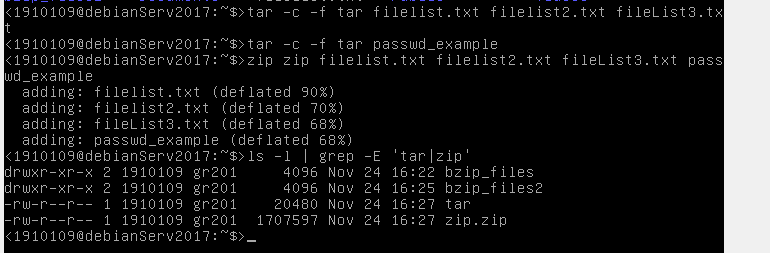 <1910109@debianServ2017:~$>tar -c -f tar filelist.txt filelist2.txt fileList3.tx
t
<1910109@debianServ2017:~$>tar -c -f tar passwd_example
<1910109@debianServ2017:~$>zip zip filelist.txt filelist2.txt fileList3.txt pass
wd_example
  adding: filelist.txt (deflated 90%)
  adding: filelist2.txt (deflated 70%)
  adding: fileList3.txt (deflated 68%)
  adding: passwd_example (deflated 68%)
<1910109@debianServ2017:~$>ls -l | grep -E 'tar|zip'
drwxr-xr-x 2 1910109 gr201    4096 Nov 24 16:22 bzip_files
drwxr-xr-x 2 1910109 gr201    4096 Nov 24 16:25 bzip_files2
-rw-r--r-- 1 1910109 gr201   20480 Nov 24 16:27 tar
-rw-r--r-- 1 1910109 gr201 1707597 Nov 24 16:27 zip.zip
<1910109@debianServ2017:~$>_